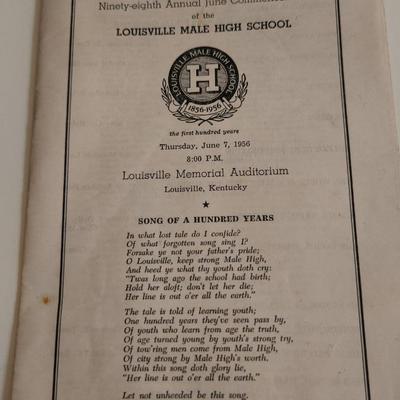 Ninety-eighth Annual June Commence
of the
LOUISVILLE MALE HIGH SCHOOL
LOUISVILLE MALE HIGH SCHOOL
H
1856-1956
the first hundred years
Thursday, June 7, 1956
8:00 P.M.
Louisville Memorial Auditorium
Louisville, Kentucky
★
SONG OF A HUNDRED YEARS
In what lost tale do I confide?
Of what forgotten song sing I?
Forsake ye not your father's pride;
O Louisville, keep strong Male High,
And heed ye what thy youth doth cry:
"Twas long ago the school had birth;
Hold her aloft; don't let her die;
Her line is out o'er all the earth."
The tale is told of learning youth;
One hundred years they've seen pass by,
Of youth who learn from age the truth,
Of age turned young by youth's strong try,
Of tow'ring men come from Male High,
Of city strong by Male High's worth.
Within this song doth glory lie,
"Her line is out o'er all the earth."
Let not unheeded be this song.